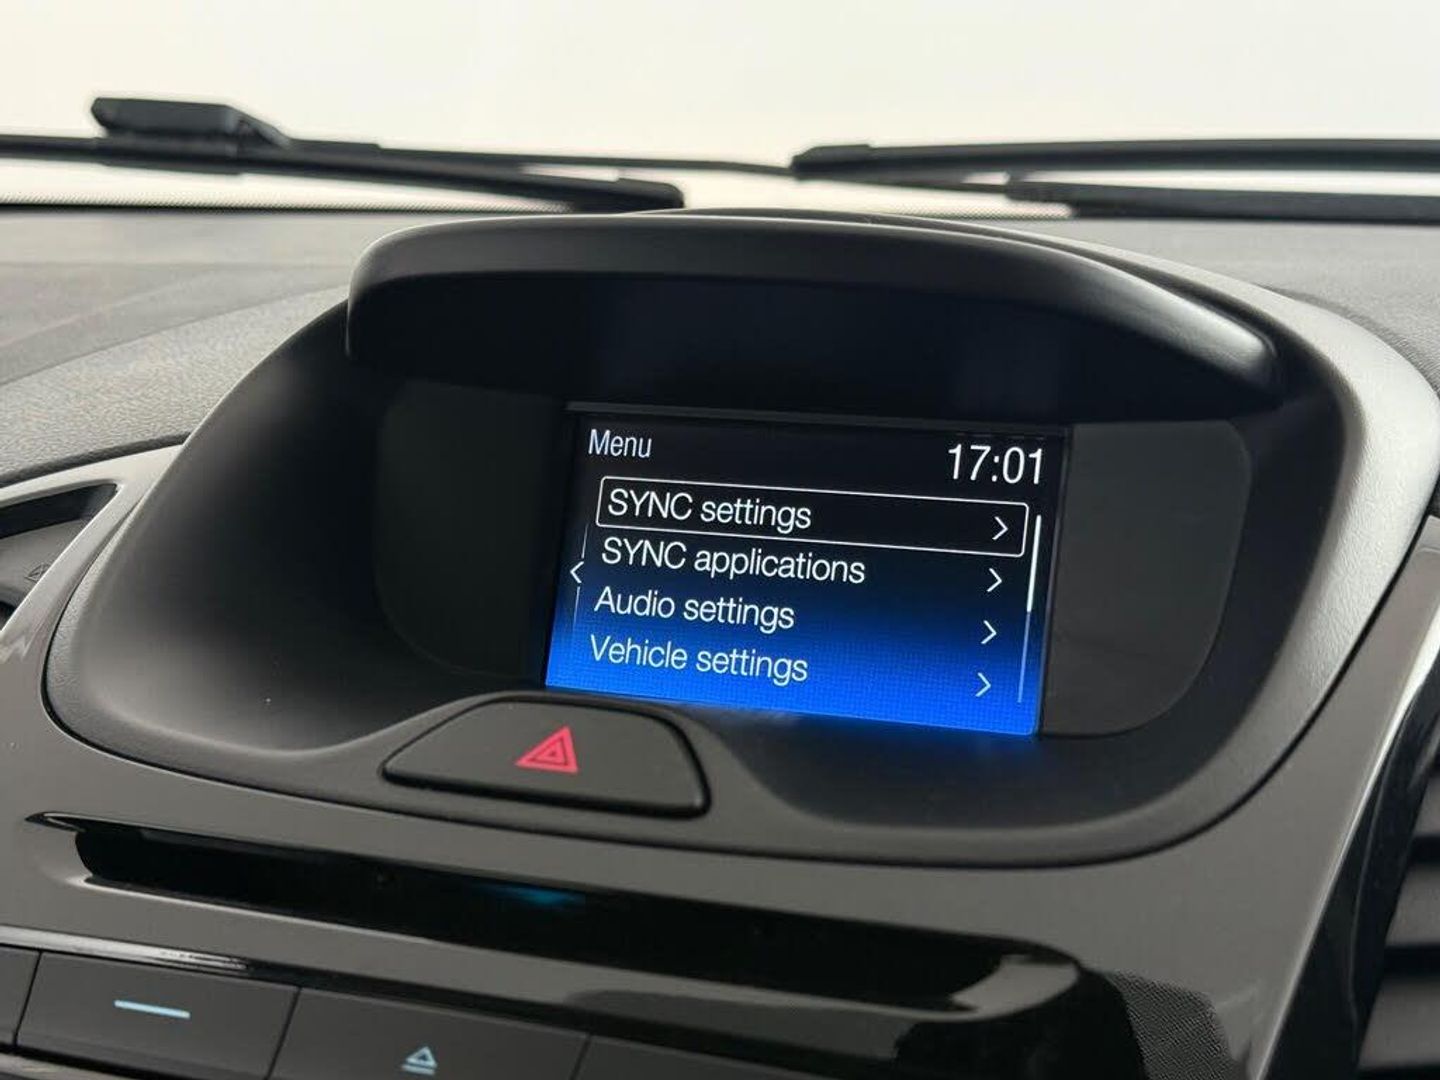 Menu 17:01
SYNC settings
SYNC applications
Audio settings
Vehicle settings